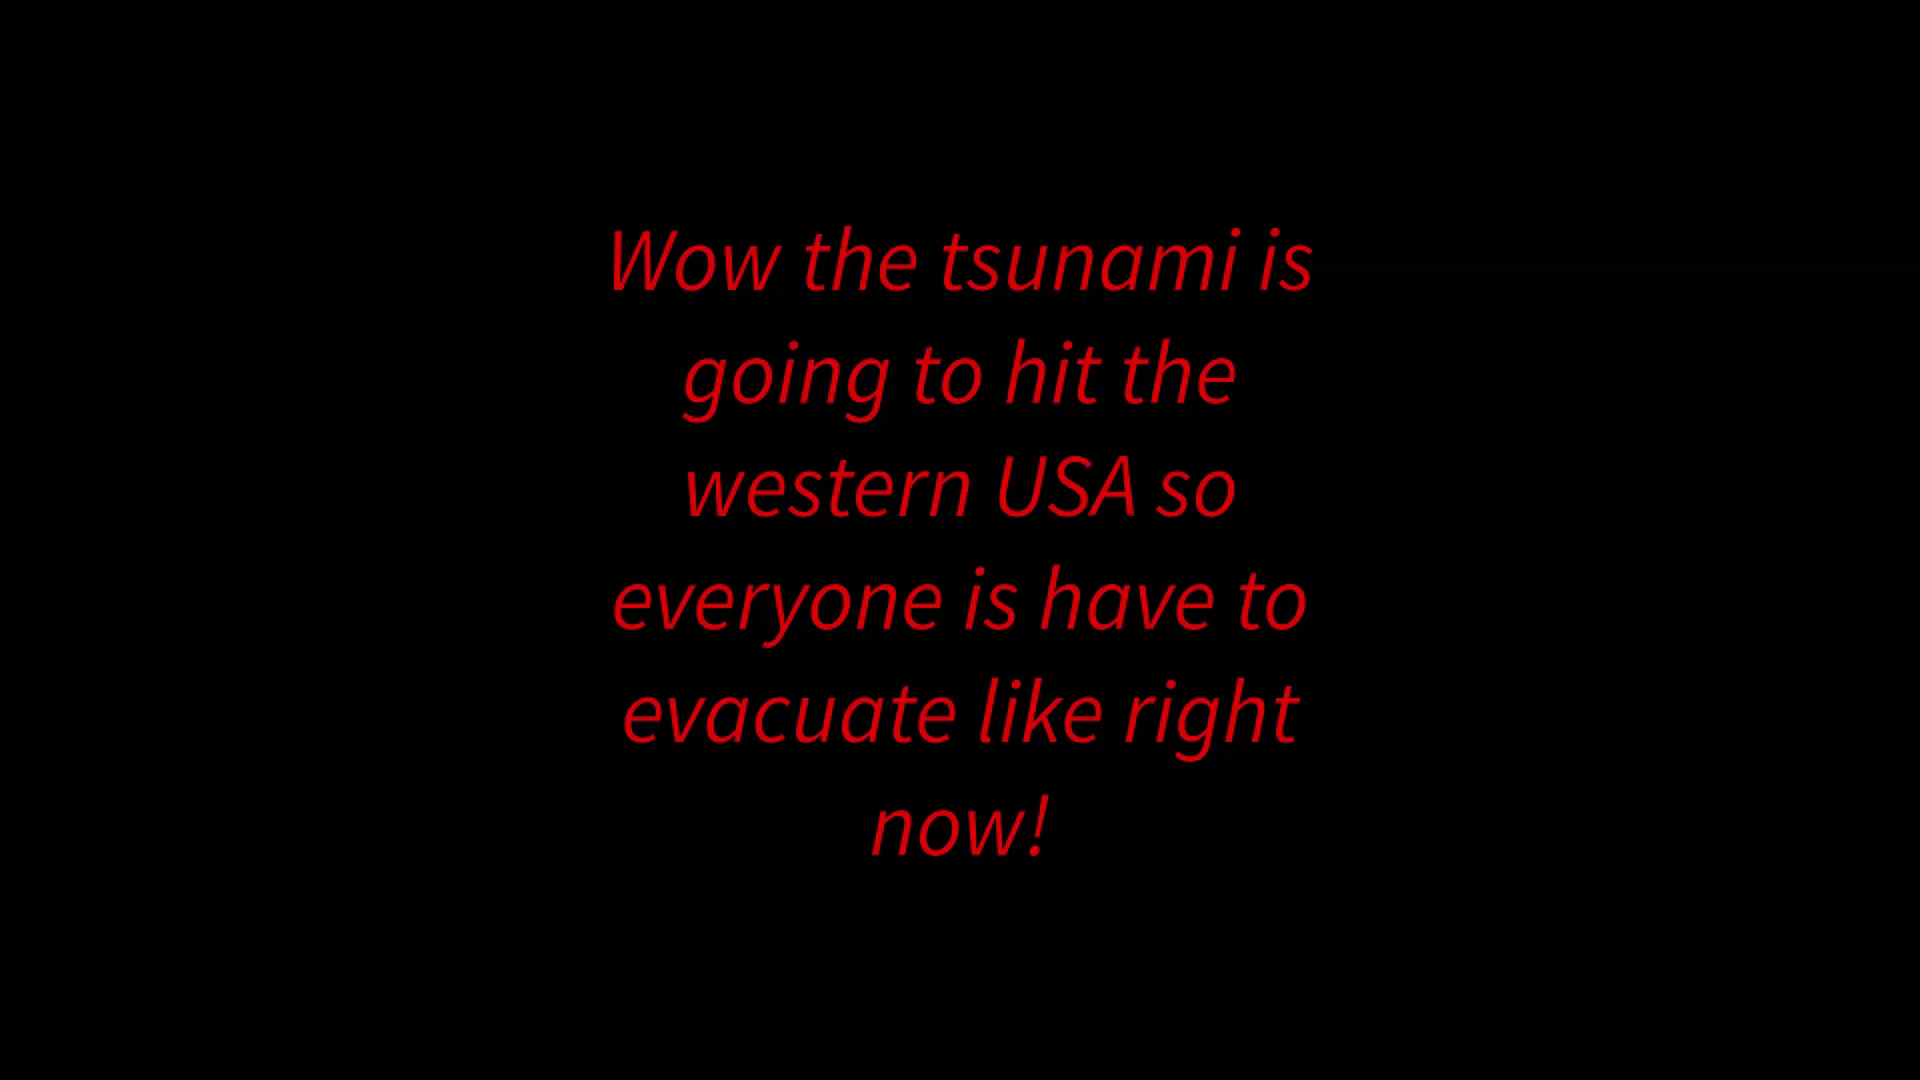 Wow the tsunami is
going to hit the
western USA so
everyone is have to
evacuate like right
now!